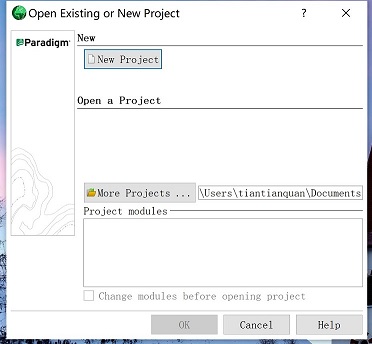 Open Existing or New Project
Paradigm
New
New Project
Open a Project
More Projects ...
\Users\tiantianquan\Documents
Project modules
Change modules before opening project
OK
Cancel
Help